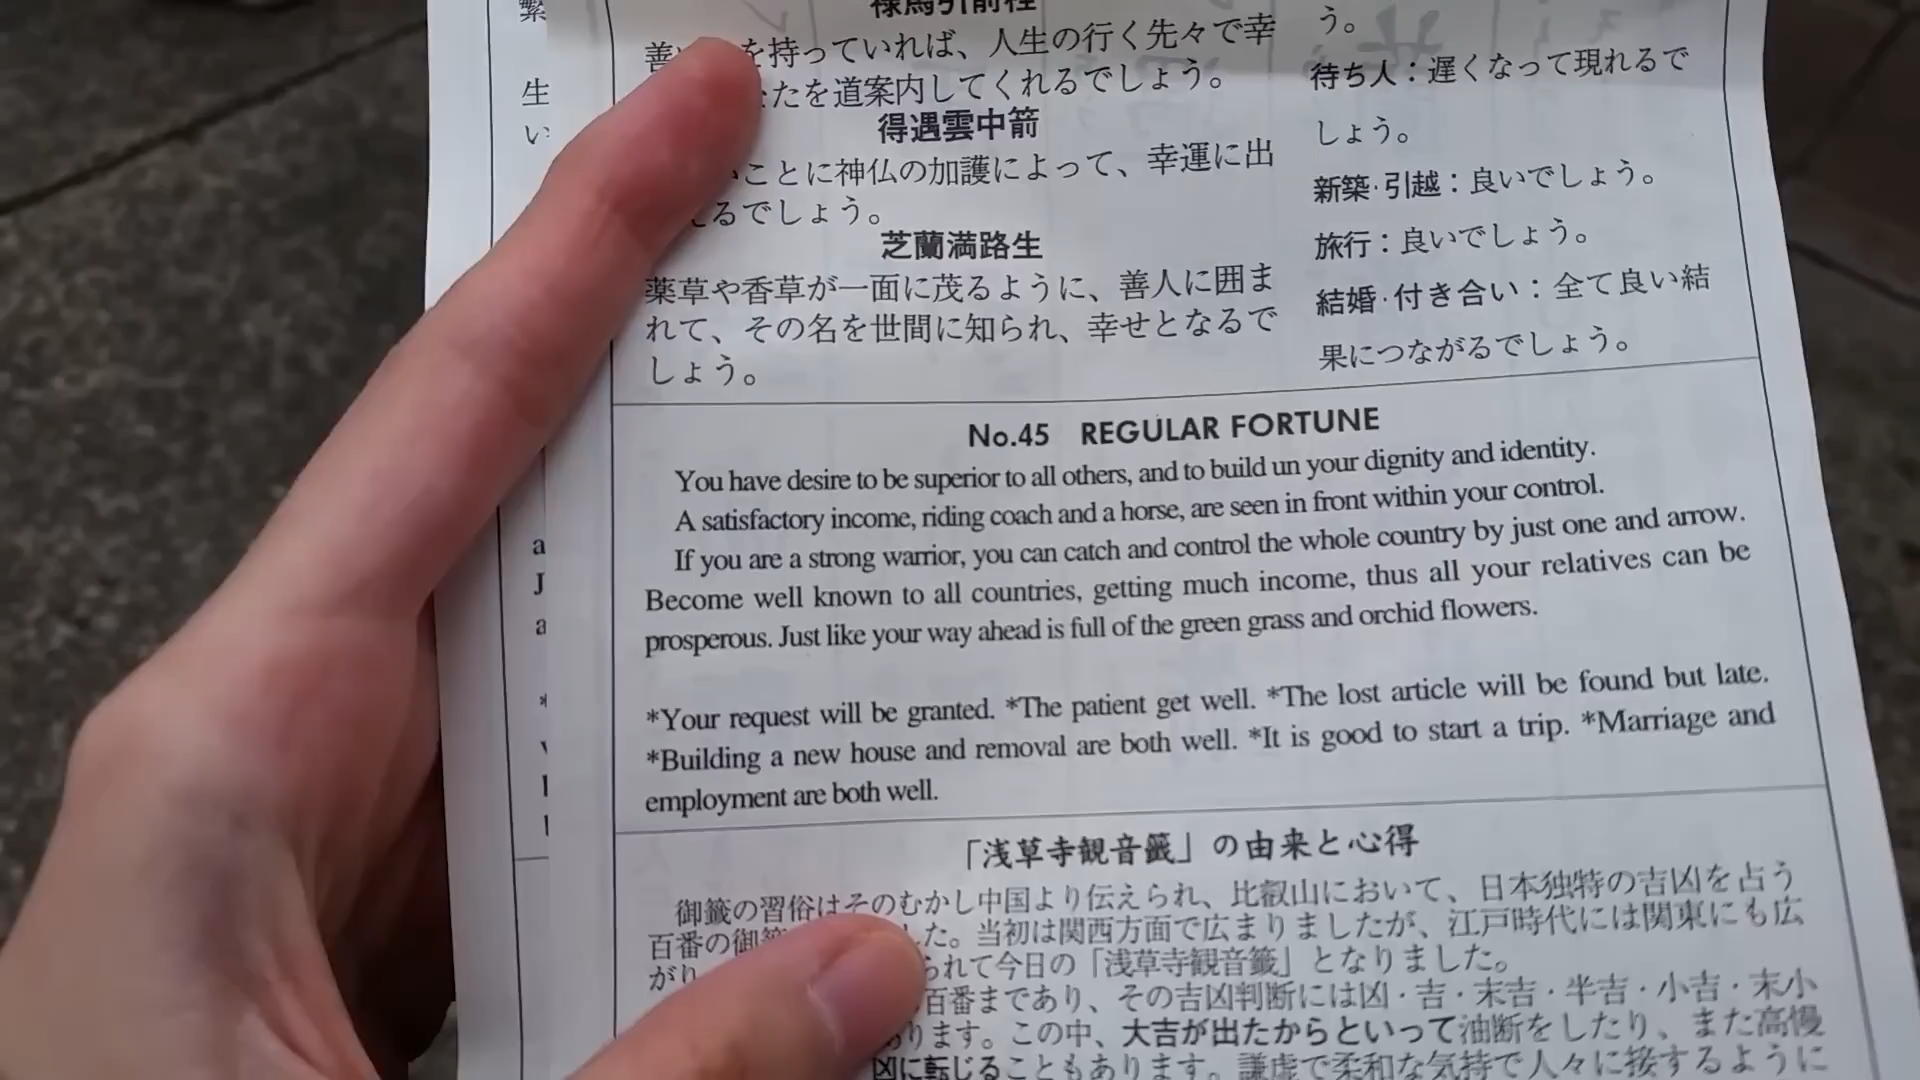 繁
生
い
a
J
a
*
禄馬引前程
を持っていれば、人生の行く先々で幸
たを道案内してくれるでしょう。
得遇雲中箭
ことに神仏の加護によって、幸運に出
るでしょう。
芝蘭満路生
薬草や香草が一面に茂るように、善人に囲ま
れて、その名を世間に知られ、幸せとなるで
しょう。
う。
待ち人：遅くなって現れるで
しょう。
新築·引越：良いでしょう。
旅行：良いでしょう。
結婚·付き合い：全て良い結
果につながるでしょう。
No.45 REGULAR FORTUNE
You have desire to be superior to all others, and to build un your dignity and identity.
A satisfactory income, riding coach and a horse, are seen in front within your control.
If you are a strong warrior, you can catch and control the whole country by just one and arrow.
Become well known to all countries, getting much income, thus all your relatives can be
prosperous. Just like your way ahead is full of the green grass and orchid flowers.
*Your request will be granted. *The patient get well. *The lost article will be found but late.
*Building a new house and removal are both well. *It is good to start a trip. *Marriage and
employment are both well.
「浅草寺観音籤」の由来と心得
御籤の習俗はそのむかし中国より伝えられ、比叡山において、日本独特の吉凶を占う
百番の御籤 した。当初は関西方面で広まりましたが、江戸時代には関東にも広
がり られて今日の「浅草寺観音籤」となりました。
百番まであり、その吉凶判断には凶・吉・末吉・半吉・小吉・末小
ります。この中、大吉が出たからといって油断をしたり、また高慢
凶に転じることもあります。謙虚で柔和な気持で人々に接するように